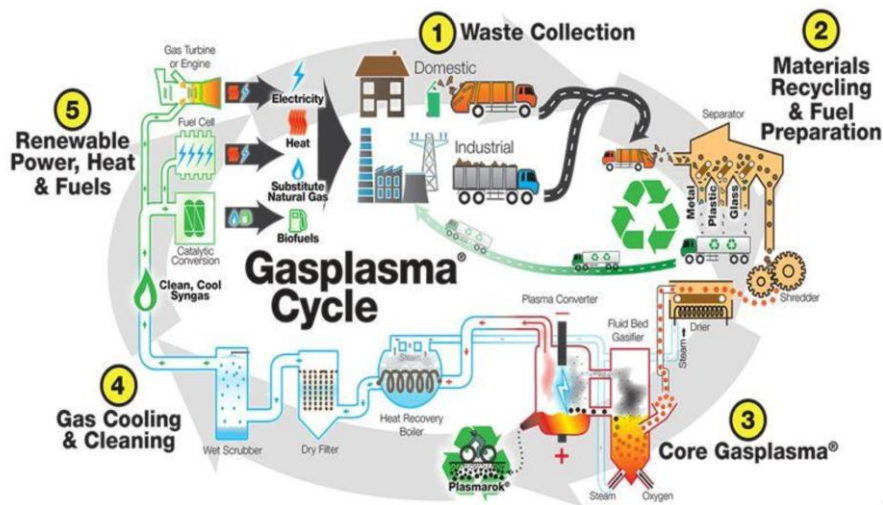 1 Waste Collection
Domestic
Industrial
2
Materials
Recycling
& Fuel
Preparation
Separator
Metal
Plastic
Glass
Shredder
Drier
Steam
Gasplasma®
Cycle
Plasma Converter
Fluid Bed
Gasifier
3
Core Gasplasma®
Steam
Oxygen
Plasmarok®
−
+
4
Gas Cooling
& Cleaning
Steam
Heat Recovery
Boiler
Dry Filter
Wet Scrubber
Clean, Cool
Syngas
5
Renewable
Power, Heat
& Fuels
Gas Turbine
or Engine
Fuel Cell
Catalytic
Conversion
Electricity
Heat
Substitute
Natural Gas
Biofuels